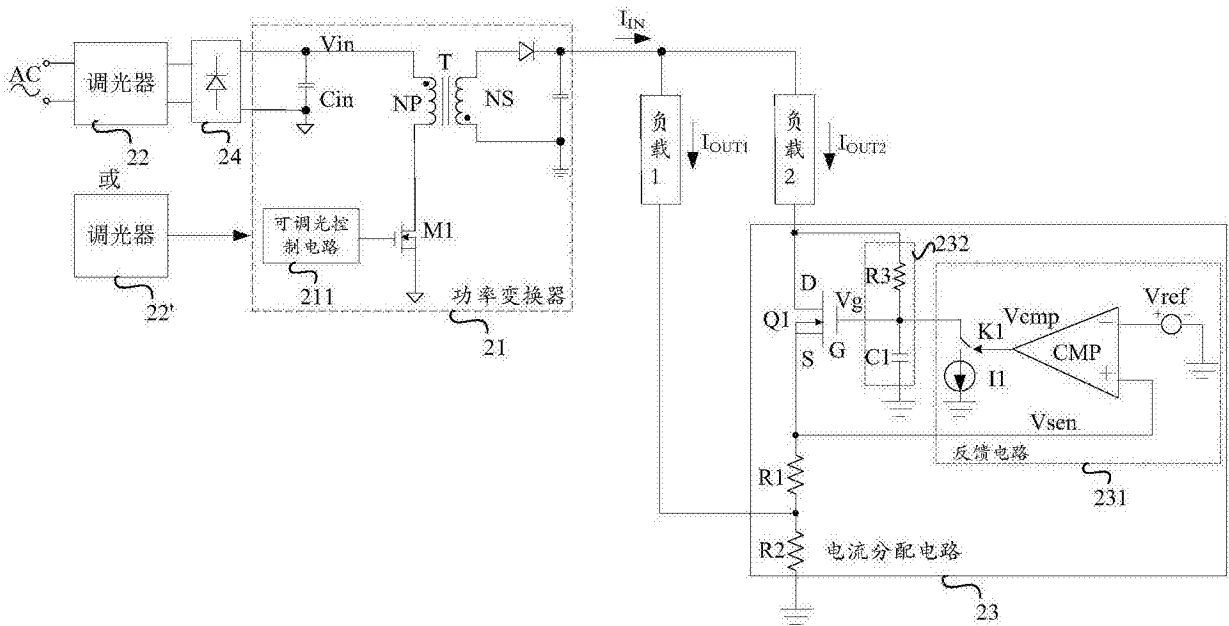 AC
调光器
22
或
调光器
22'
24
Vin
Cin
NP
T
NS
M1
可调光控
制电路
211
功率变换器
21
I_IN
负载1
I_OUT1
负载2
I_OUT2
232
R3
D
Q1
S
G
Vg
C1
K1
I1
Vcmp
CMP
Vref
+
-
−
+
Vsen
反馈电路
231
R1
R2
电流分配电路
23